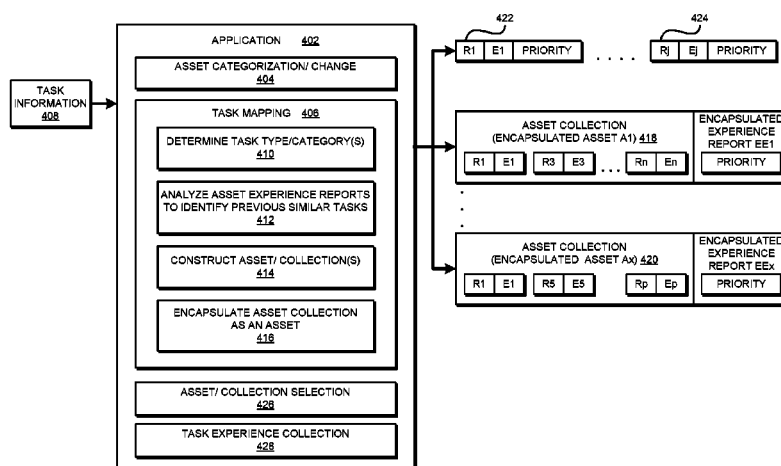 TASK
INFORMATION
408
APPLICATION 402
ASSET CATEGORIZATION/ CHANGE
404
TASK MAPPING 406
DETERMINE TASK TYPE/CATEGORY(S)
410
ANALYZE ASSET EXPERIENCE REPORTS
TO IDENTIFY PREVIOUS SIMILAR TASKS
412
CONSTRUCT ASSET/ COLLECTION(S)
414
ENCAPSULATE ASSET COLLECTION
AS AN ASSET
416
ASSET/ COLLECTION SELECTION
426
TASK EXPERIENCE COLLECTION
428
422 424
R1 E1 PRIORITY . . . . Rj Ej PRIORITY
ASSET COLLECTION
(ENCAPSULATED ASSET A1) 418
R1 E1 R3 E3 ... Rn En
ENCAPSULATED
EXPERIENCE
REPORT EE1
PRIORITY
ASSET COLLECTION
(ENCAPSULATED ASSET Ax) 420
R1 E1 R5 E5 Rp Ep
ENCAPSULATED
EXPERIENCE
REPORT EEx
PRIORITY